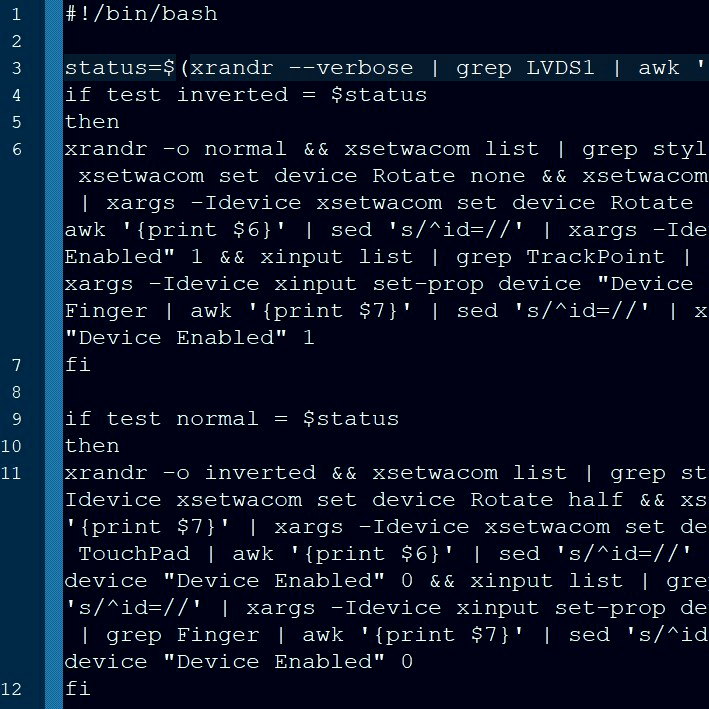 1 #!/bin/bash
2
3 status=$(xrandr --verbose | grep LVDS1 | awk '
4 if test inverted = $status
5 then
6 xrandr -o normal && xsetwacom list | grep styl
xsetwacom set device Rotate none && xsetwacom
| xargs -Idevice xsetwacom set device Rotate
awk '{print $6}' | sed 's/^id=//' | xargs -Ide
Enabled" 1 && xinput list | grep TrackPoint |
xargs -Idevice xinput set-prop device "Device
Finger | awk '{print $7}' | sed 's/^id=//' | x
"Device Enabled" 1
7 fi
8
9 if test normal = $status
10 then
11 xrandr -o inverted && xsetwacom list | grep st
Idevice xsetwacom set device Rotate half && xs
'{print $7}' | xargs -Idevice xsetwacom set de
TouchPad | awk '{print $6}' | sed 's/^id=//'
device "Device Enabled" 0 && xinput list | gre
's/^id=//' | xargs -Idevice xinput set-prop de
| grep Finger | awk '{print $7}' | sed 's/^id
device "Device Enabled" 0
12 fi